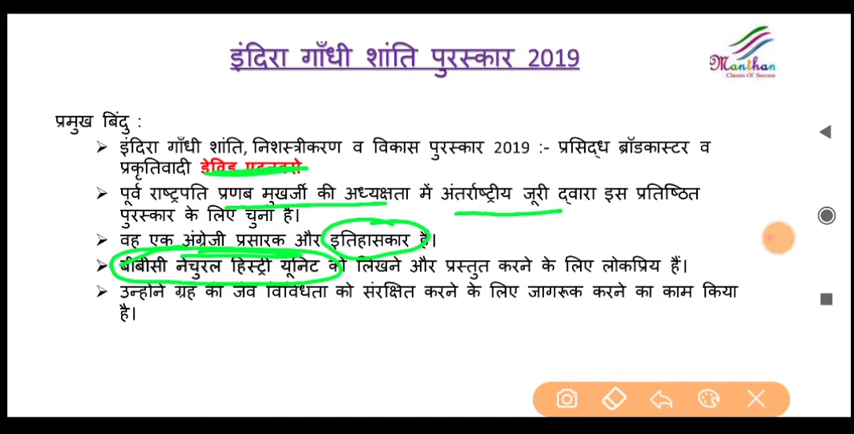 इंदिरा गाँधी शांति पुरस्कार 2019
Manthan
Classes Of Success
प्रमुख बिंदु :
➢ इंदिरा गाँधी शांति, निशस्त्रीकरण व विकास पुरस्कार 2019 :- प्रसिद्ध ब्रॉडकास्टर व
प्रकृतिवादी डेविड
➢ पूर्व राष्ट्रपति प्रणब मुखर्जी की अध्यक्षता में अंतर्राष्ट्रीय जूरी द्वारा इस प्रतिष्ठित
पुरस्कार के लिए चुना है।
➢ वह एक अंग्रेजी प्रसारक और इतिहासकार है।
➢ बीबीसी नेचुरल हिस्ट्री यूनिट को लिखने और प्रस्तुत करने के लिए लोकप्रिय हैं।
➢ उन्होंने ग्रह की जैव विविधता को संरक्षित करने के लिए जागरूक करने का काम किया
है।